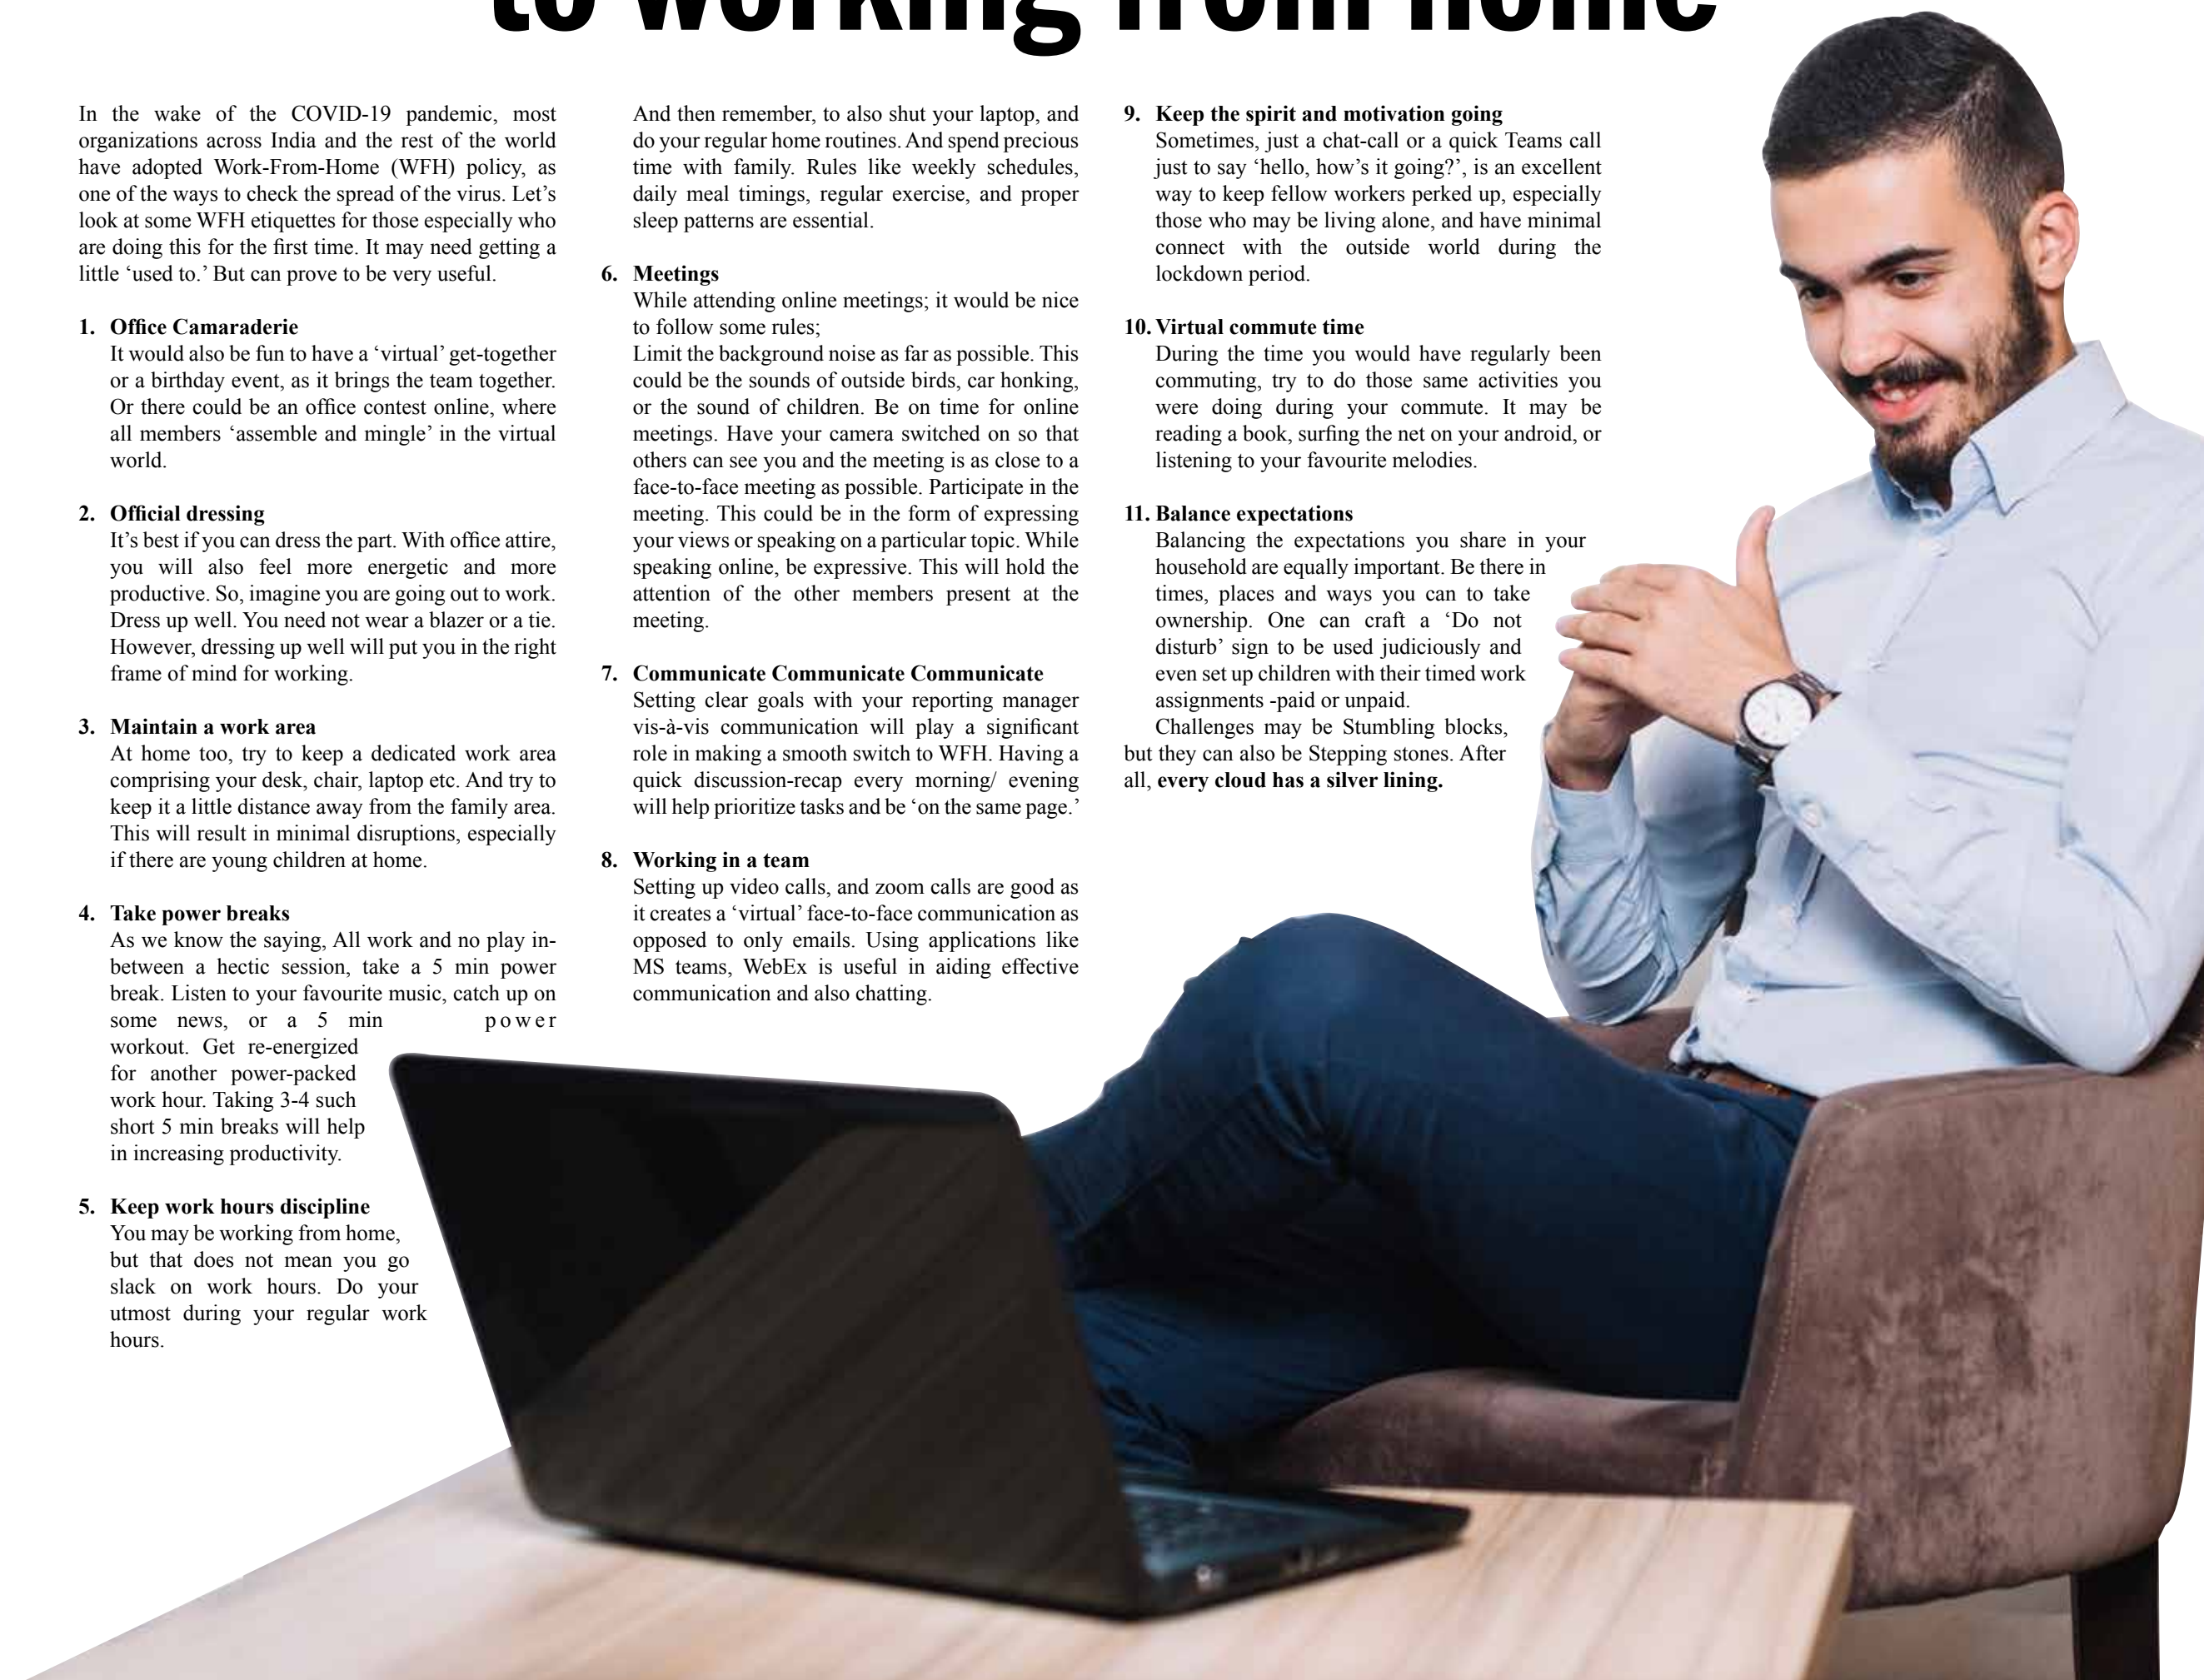 to working from home
In the wake of the COVID-19 pandemic, most
organizations across India and the rest of the world
have adopted Work-From-Home (WFH) policy, as
one of the ways to check the spread of the virus. Let’s
look at some WFH etiquettes for those especially who
are doing this for the first time. It may need getting a
little ‘used to.’ But can prove to be very useful.
1. Office Camaraderie
It would also be fun to have a ‘virtual’ get-together
or a birthday event, as it brings the team together.
Or there could be an office contest online, where
all members ‘assemble and mingle’ in the virtual
world.
2. Official dressing
It’s best if you can dress the part. With office attire,
you will also feel more energetic and more
productive. So, imagine you are going out to work.
Dress up well. You need not wear a blazer or a tie.
However, dressing up well will put you in the right
frame of mind for working.
3. Maintain a work area
At home too, try to keep a dedicated work area
comprising your desk, chair, laptop etc. And try to
keep it a little distance away from the family area.
This will result in minimal disruptions, especially
if there are young children at home.
4. Take power breaks
As we know the saying, All work and no play in-
between a hectic session, take a 5 min power
break. Listen to your favourite music, catch up on
some news, or a 5 min power
workout. Get re-energized
for another power-packed
work hour. Taking 3-4 such
short 5 min breaks will help
in increasing productivity.
5. Keep work hours discipline
You may be working from home,
but that does not mean you go
slack on work hours. Do your
utmost during your regular work
hours.
And then remember, to also shut your laptop, and
do your regular home routines. And spend precious
time with family. Rules like weekly schedules,
daily meal timings, regular exercise, and proper
sleep patterns are essential.
6. Meetings
While attending online meetings; it would be nice
to follow some rules;
Limit the background noise as far as possible. This
could be the sounds of outside birds, car honking,
or the sound of children. Be on time for online
meetings. Have your camera switched on so that
others can see you and the meeting is as close to a
face-to-face meeting as possible. Participate in the
meeting. This could be in the form of expressing
your views or speaking on a particular topic. While
speaking online, be expressive. This will hold the
attention of the other members present at the
meeting.
7. Communicate Communicate Communicate
Setting clear goals with your reporting manager
vis-à-vis communication will play a significant
role in making a smooth switch to WFH. Having a
quick discussion-recap every morning/ evening
will help prioritize tasks and be ‘on the same page.’
8. Working in a team
Setting up video calls, and zoom calls are good as
it creates a ‘virtual’ face-to-face communication as
opposed to only emails. Using applications like
MS teams, WebEx is useful in aiding effective
communication and also chatting.
9. Keep the spirit and motivation going
Sometimes, just a chat-call or a quick Teams call
just to say ‘hello, how’s it going?’, is an excellent
way to keep fellow workers perked up, especially
those who may be living alone, and have minimal
connect with the outside world during the
lockdown period.
10. Virtual commute time
During the time you would have regularly been
commuting, try to do those same activities you
were doing during your commute. It may be
reading a book, surfing the net on your android, or
listening to your favourite melodies.
11. Balance expectations
Balancing the expectations you share in your
household are equally important. Be there in
times, places and ways you can to take
ownership. One can craft a ‘Do not
disturb’ sign to be used judiciously and
even set up children with their timed work
assignments -paid or unpaid.
Challenges may be Stumbling blocks,
but they can also be Stepping stones. After
all, every cloud has a silver lining.